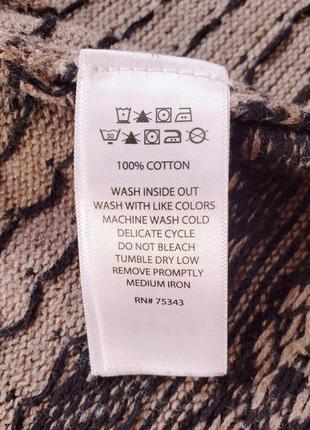 30
100% COTTON
WASH INSIDE OUT
WASH WITH LIKE COLORS
MACHINE WASH COLD
DELICATE CYCLE
DO NOT BLEACH
TUMBLE DRY LOW
REMOVE PROMPTLY
MEDIUM IRON
RN# 75343